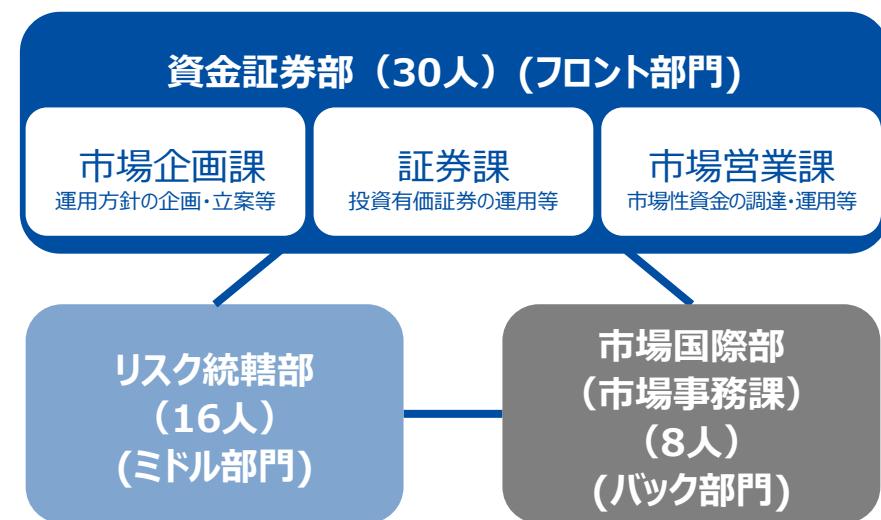 資金証券部（30人）(フロント部門)
市場企画課
運用方針の企画・立案等
証券課
投資有価証券の運用等
市場営業課
市場性資金の調達・運用等
リスク統轄部
（16人）
(ミドル部門)
市場国際部
（市場事務課）
（8人）
(バック部門)